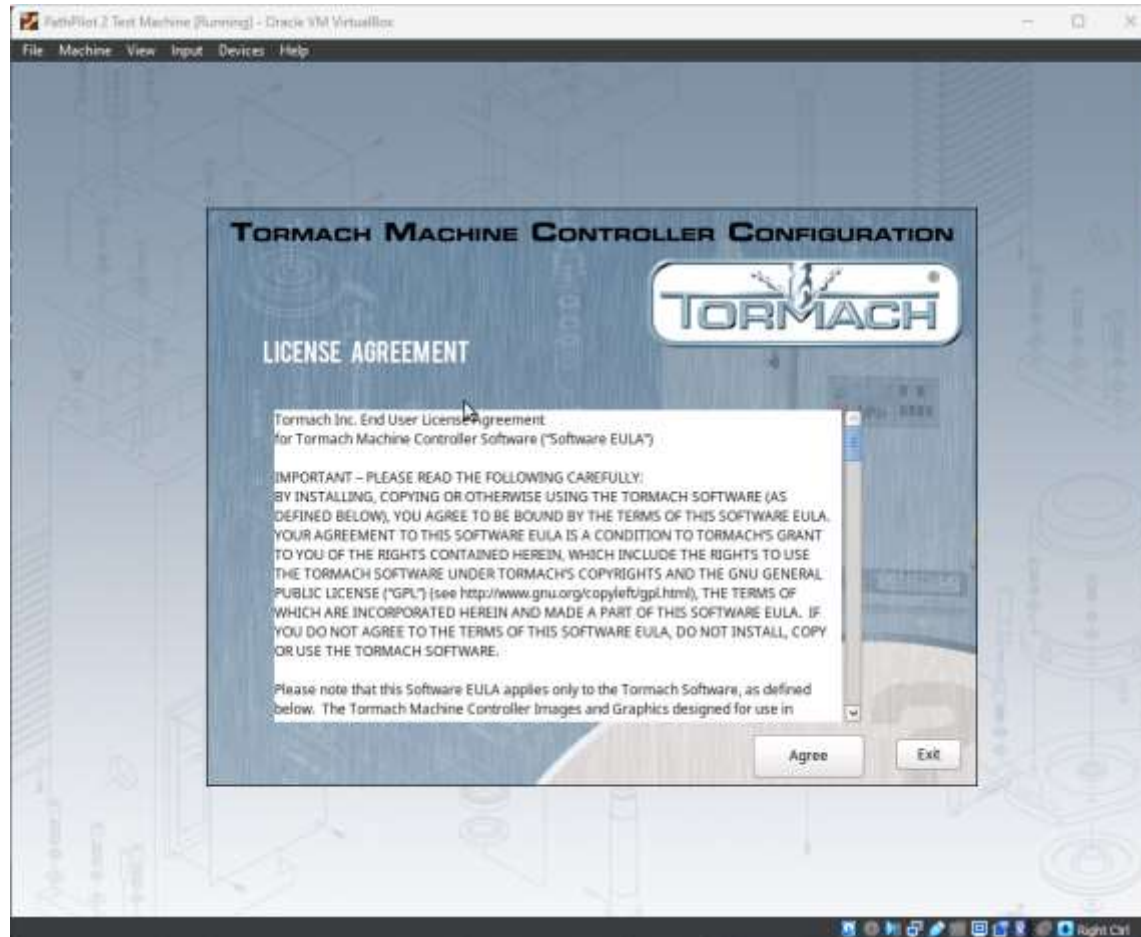 PathPilot 2 Test Machine [Running] - Oracle VM VirtualBox
File Machine View Input Devices Help
TORMACH MACHINE CONTROLLER CONFIGURATION
TORMACH
®
LICENSE AGREEMENT
Tormach Inc. End User License Agreement
for Tormach Machine Controller Software ("Software EULA")
IMPORTANT – PLEASE READ THE FOLLOWING CAREFULLY:
BY INSTALLING, COPYING OR OTHERWISE USING THE TORMACH SOFTWARE (AS
DEFINED BELOW), YOU AGREE TO BE BOUND BY THE TERMS OF THIS SOFTWARE EULA.
YOUR AGREEMENT TO THIS SOFTWARE EULA IS A CONDITION TO TORMACH'S GRANT
TO YOU OF THE RIGHTS CONTAINED HEREIN, WHICH INCLUDE THE RIGHTS TO USE
THE TORMACH SOFTWARE UNDER TORMACH'S COPYRIGHTS AND THE GNU GENERAL
PUBLIC LICENSE ("GPL") (see http://www.gnu.org/copyleft/gpl.html), THE TERMS OF
WHICH ARE INCORPORATED HEREIN AND MADE A PART OF THIS SOFTWARE EULA. IF
YOU DO NOT AGREE TO THE TERMS OF THIS SOFTWARE EULA, DO NOT INSTALL, COPY
OR USE THE TORMACH SOFTWARE.
Please note that this Software EULA applies only to the Tormach Software, as defined
below. The Tormach Machine Controller Images and Graphics designed for use in
Agree Exit
Right Ctrl